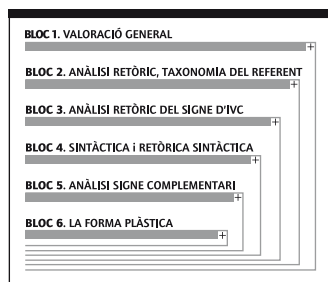 BLOC 1. VALORACIÓ GENERAL
+
BLOC 2. ANÀLISI RETÒRIC, TAXONOMIA DEL REFERENT
+
BLOC 3. ANÀLISI RETÒRIC DEL SIGNE D'IVC
+
BLOC 4. SINTÀCTICA i RETÒRICA SINTÀCTICA
+
BLOC 5. ANÀLISI SIGNE COMPLEMENTARI
+
BLOC 6. LA FORMA PLÀSTICA
+